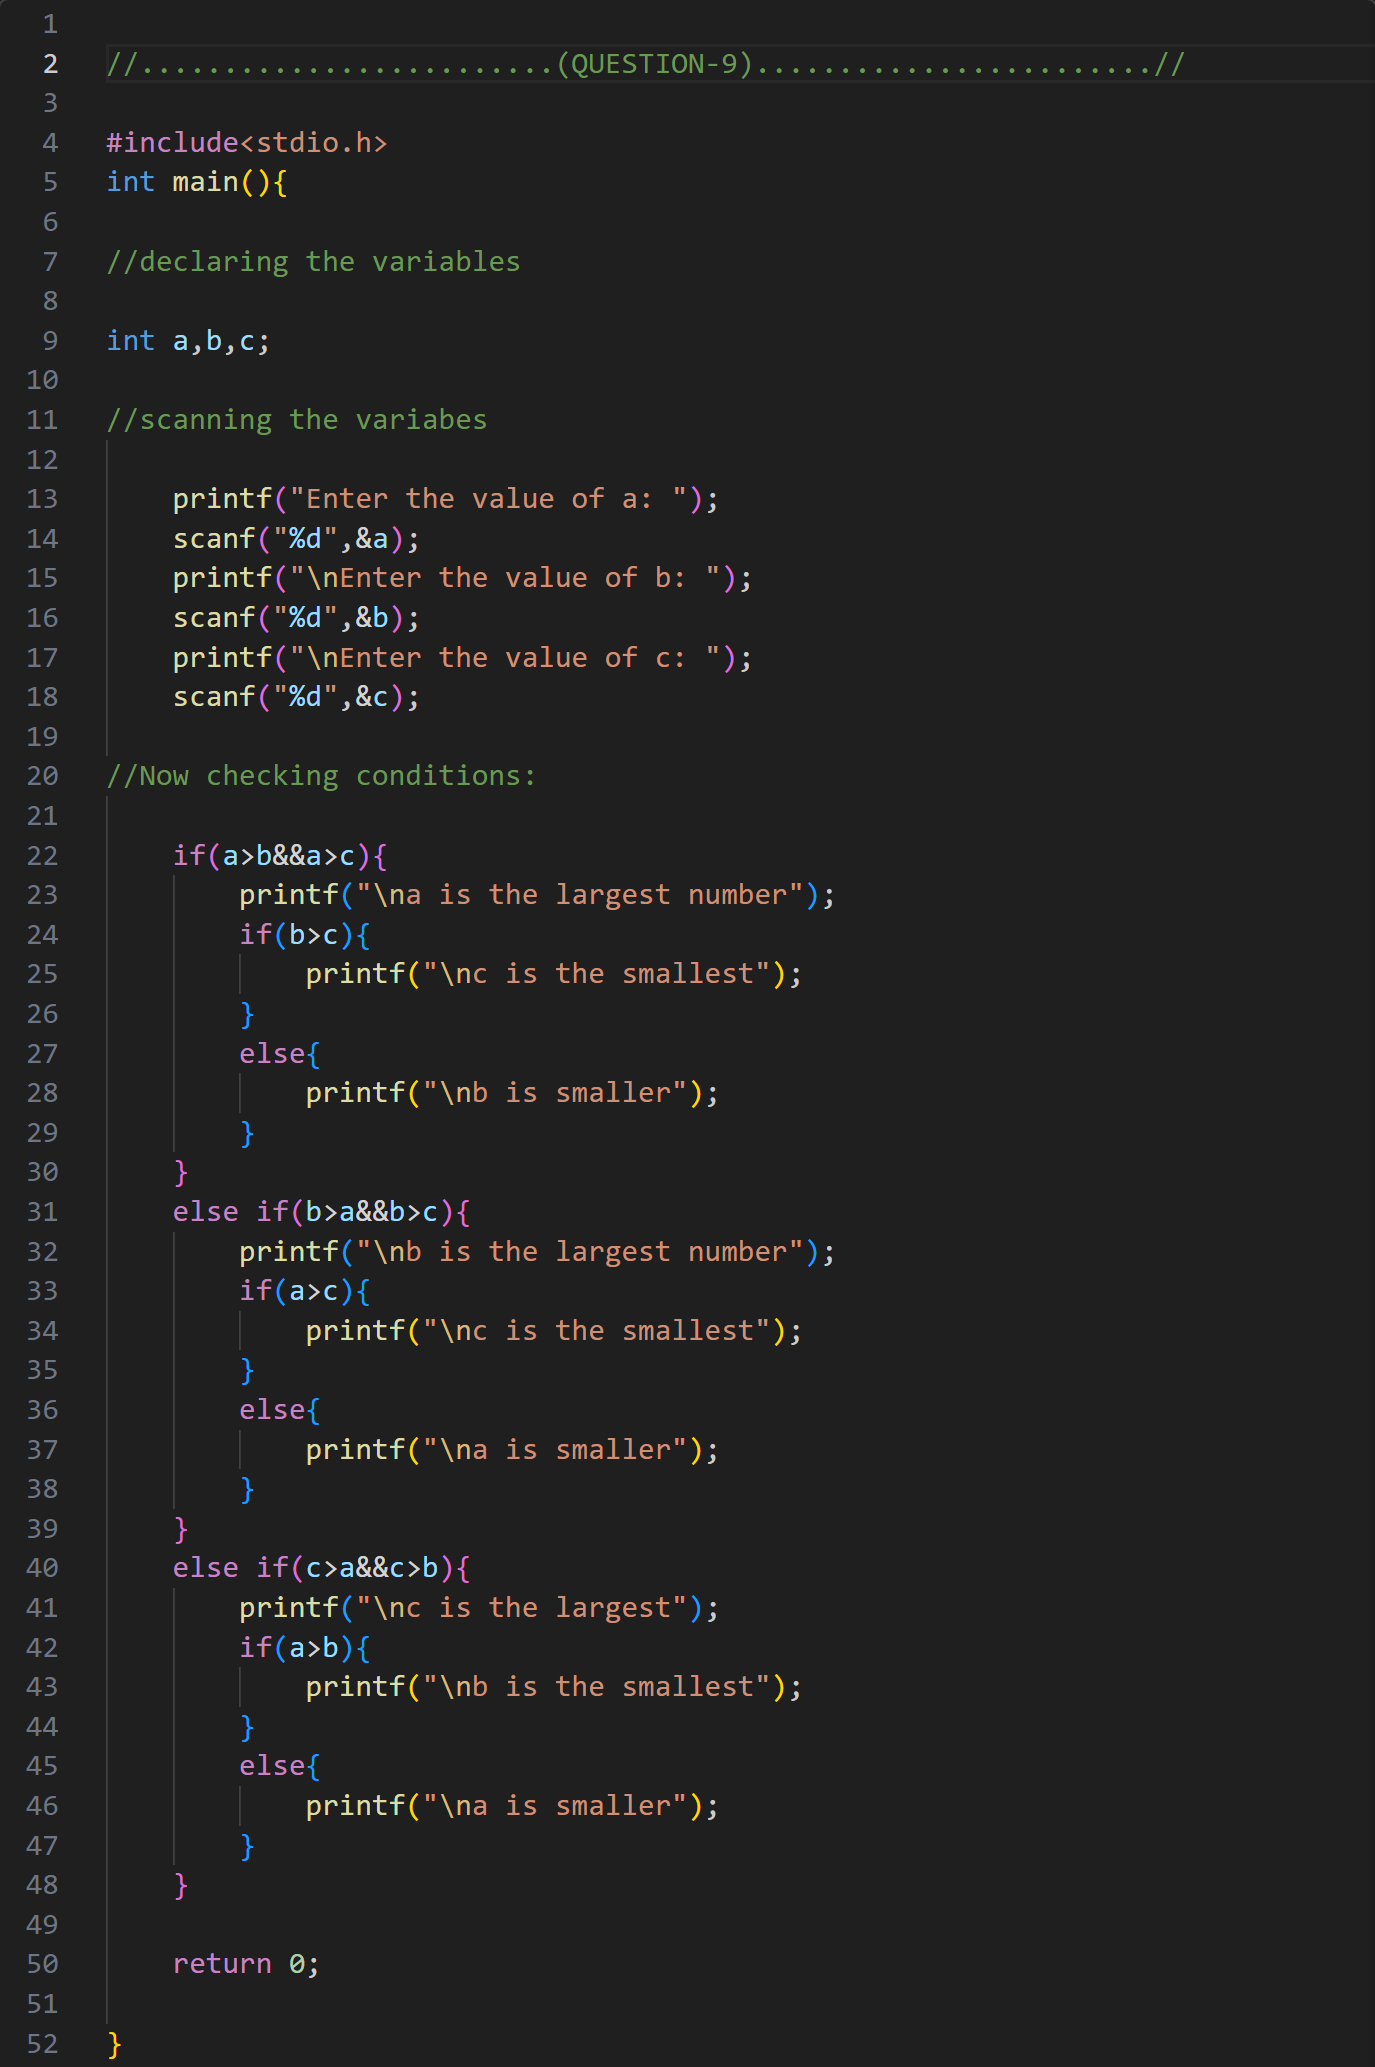 1
2 //.........................(QUESTION-9)........................//
3
4 #include<stdio.h>
5 int main(){
6
7 //declaring the variables
8
9 int a,b,c;
10
11 //scanning the variabes
12
13     printf("Enter the value of a: ");
14     scanf("%d",&a);
15     printf("\nEnter the value of b: ");
16     scanf("%d",&b);
17     printf("\nEnter the value of c: ");
18     scanf("%d",&c);
19
20 //Now checking conditions:
21
22     if(a>b&&a>c){
23         printf("\na is the largest number");
24         if(b>c){
25             printf("\nc is the smallest");
26         }
27         else{
28             printf("\nb is smaller");
29         }
30     }
31     else if(b>a&&b>c){
32         printf("\nb is the largest number");
33         if(a>c){
34             printf("\nc is the smallest");
35         }
36         else{
37             printf("\na is smaller");
38         }
39     }
40     else if(c>a&&c>b){
41         printf("\nc is the largest");
42         if(a>b){
43             printf("\nb is the smallest");
44         }
45         else{
46             printf("\na is smaller");
47         }
48     }
49
50     return 0;
51
52 }